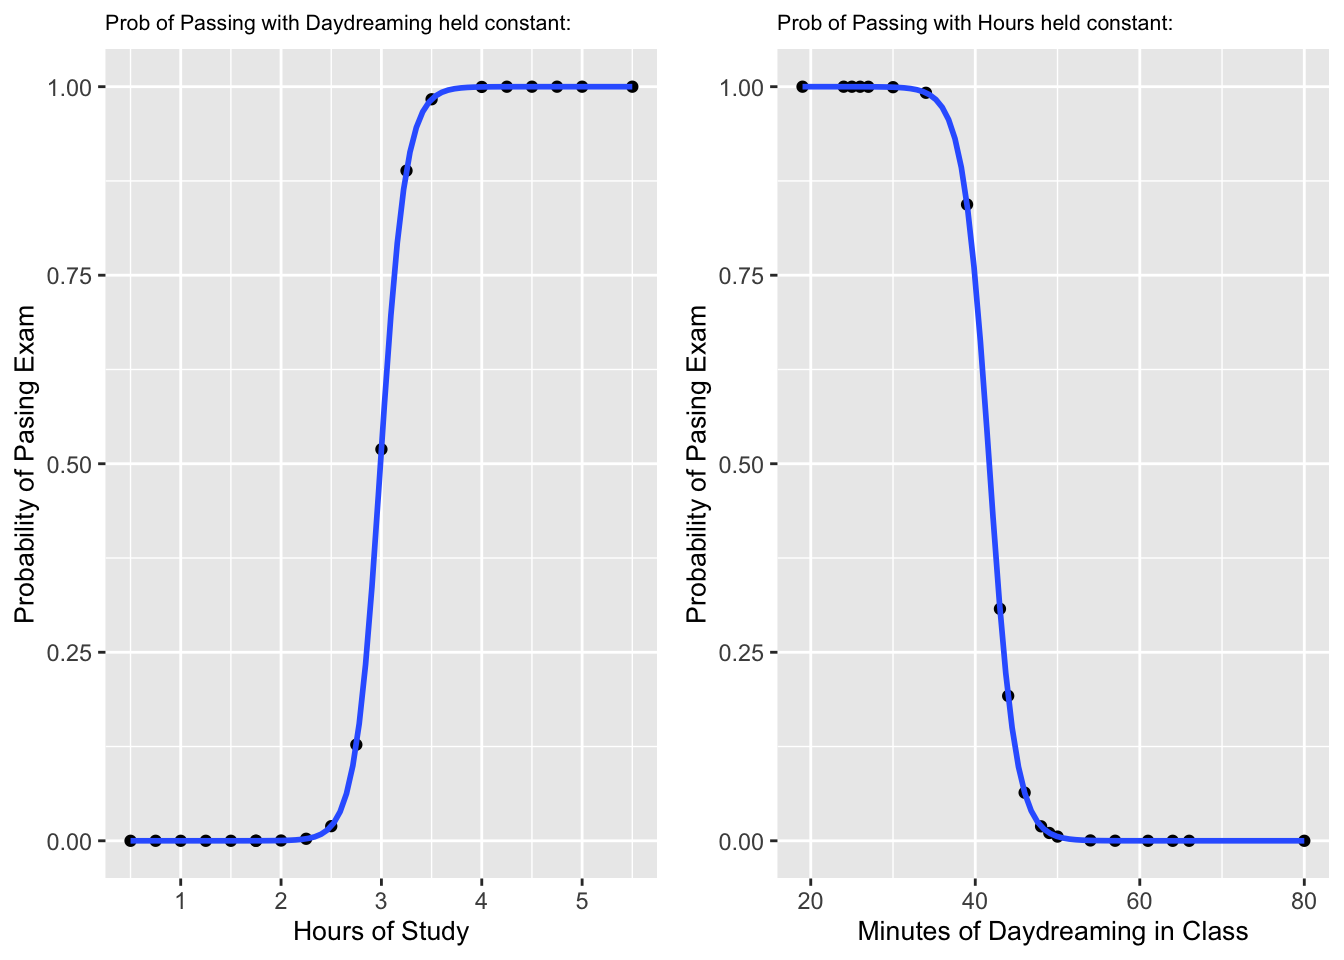 Prob of Passing with Daydreaming held constant:
1.00
0.75
0.50
0.25
0.00
Probability of Pasing Exam
1 2 3 4 5
Hours of Study
Prob of Passing with Hours held constant:
1.00
0.75
0.50
0.25
0.00
Probability of Pasing Exam
20 40 60 80
Minutes of Daydreaming in Class